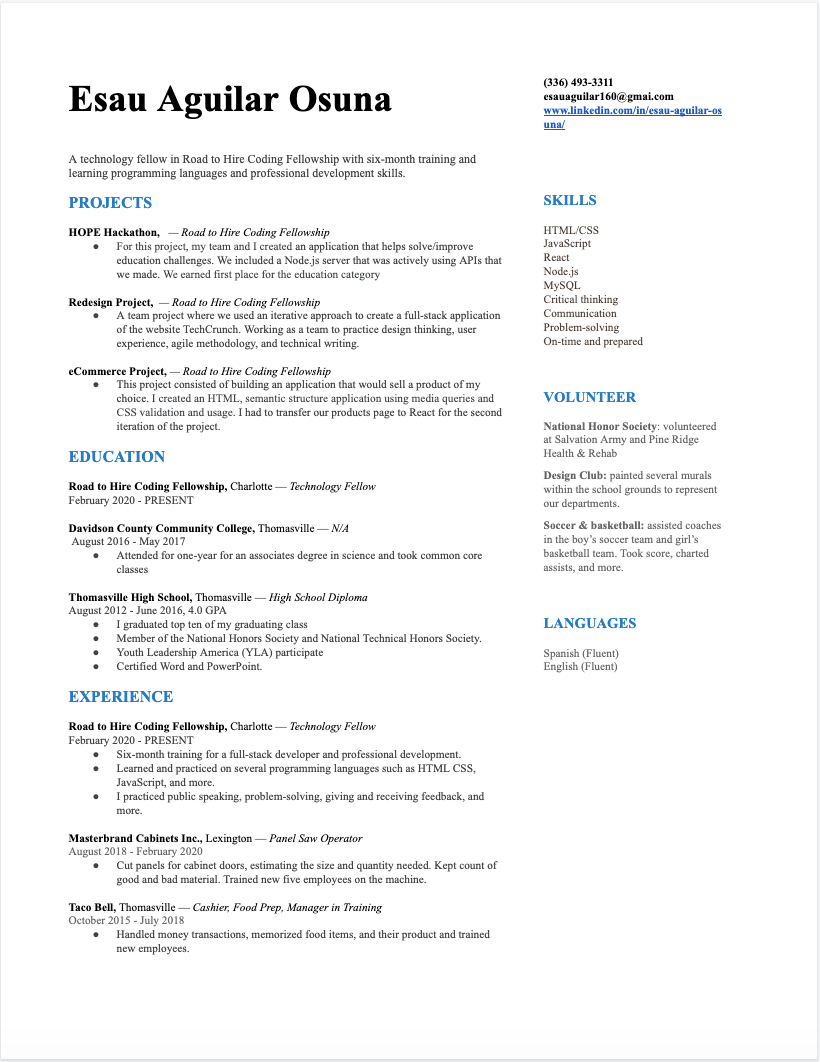 Esau Aguilar Osuna
(336) 493-3311
esauaguilar160@gmai.com
www.linkedin.com/in/esau-aguilar-os
una/
A technology fellow in Road to Hire Coding Fellowship with six-month training and
learning programming languages and professional development skills.
PROJECTS
HOPE Hackathon, — Road to Hire Coding Fellowship
● For this project, my team and I created an application that helps solve/improve
education challenges. We included a Node.js server that was actively using APIs that
we made. We earned first place for the education category
Redesign Project, — Road to Hire Coding Fellowship
● A team project where we used an iterative approach to create a full-stack application
of the website TechCrunch. Working as a team to practice design thinking, user
experience, agile methodology, and technical writing.
eCommerce Project, — Road to Hire Coding Fellowship
● This project consisted of building an application that would sell a product of my
choice. I created an HTML, semantic structure application using media queries and
CSS validation and usage. I had to transfer our products page to React for the second
iteration of the project.
EDUCATION
Road to Hire Coding Fellowship, Charlotte — Technology Fellow
February 2020 - PRESENT
Davidson County Community College, Thomasville — N/A
August 2016 - May 2017
● Attended for one-year for an associates degree in science and took common core
classes
Thomasville High School, Thomasville — High School Diploma
August 2012 - June 2016, 4.0 GPA
● I graduated top ten of my graduating class
● Member of the National Honors Society and National Technical Honors Society.
● Youth Leadership America (YLA) participate
● Certified Word and PowerPoint.
EXPERIENCE
Road to Hire Coding Fellowship, Charlotte — Technology Fellow
February 2020 - PRESENT
● Six-month training for a full-stack developer and professional development.
● Learned and practiced on several programming languages such as HTML CSS,
JavaScript, and more.
● I practiced public speaking, problem-solving, giving and receiving feedback, and
more.
Masterbrand Cabinets Inc., Lexington — Panel Saw Operator
August 2018 - February 2020
● Cut panels for cabinet doors, estimating the size and quantity needed. Kept count of
good and bad material. Trained new five employees on the machine.
Taco Bell, Thomasville — Cashier, Food Prep, Manager in Training
October 2015 - July 2018
● Handled money transactions, memorized food items, and their product and trained
new employees.
SKILLS
HTML/CSS
JavaScript
React
Node.js
MySQL
Critical thinking
Communication
Problem-solving
On-time and prepared
VOLUNTEER
National Honor Society: volunteered
at Salvation Army and Pine Ridge
Health & Rehab
Design Club: painted several murals
within the school grounds to represent
our departments.
Soccer & basketball: assisted coaches
in the boy’s soccer team and girl’s
basketball team. Took score, charted
assists, and more.
LANGUAGES
Spanish (Fluent)
English (Fluent)